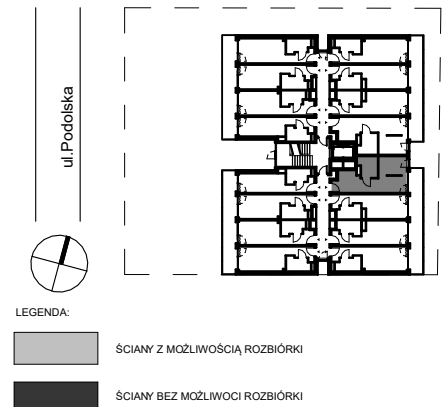 ul.Podolska
LEGENDA:
ŚCIANY Z MOŻLIWOŚCIĄ ROZBIÓRKI
ŚCIANY BEZ MOŻLIWOCI ROZBIÓRKI